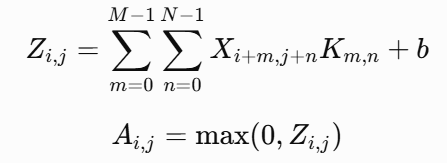 Z_{i,j} = \sum_{m=0}^{M-1} \sum_{n=0}^{N-1} X_{i+m,j+n} K_{m,n} + b
A_{i,j} = \max(0, Z_{i,j})